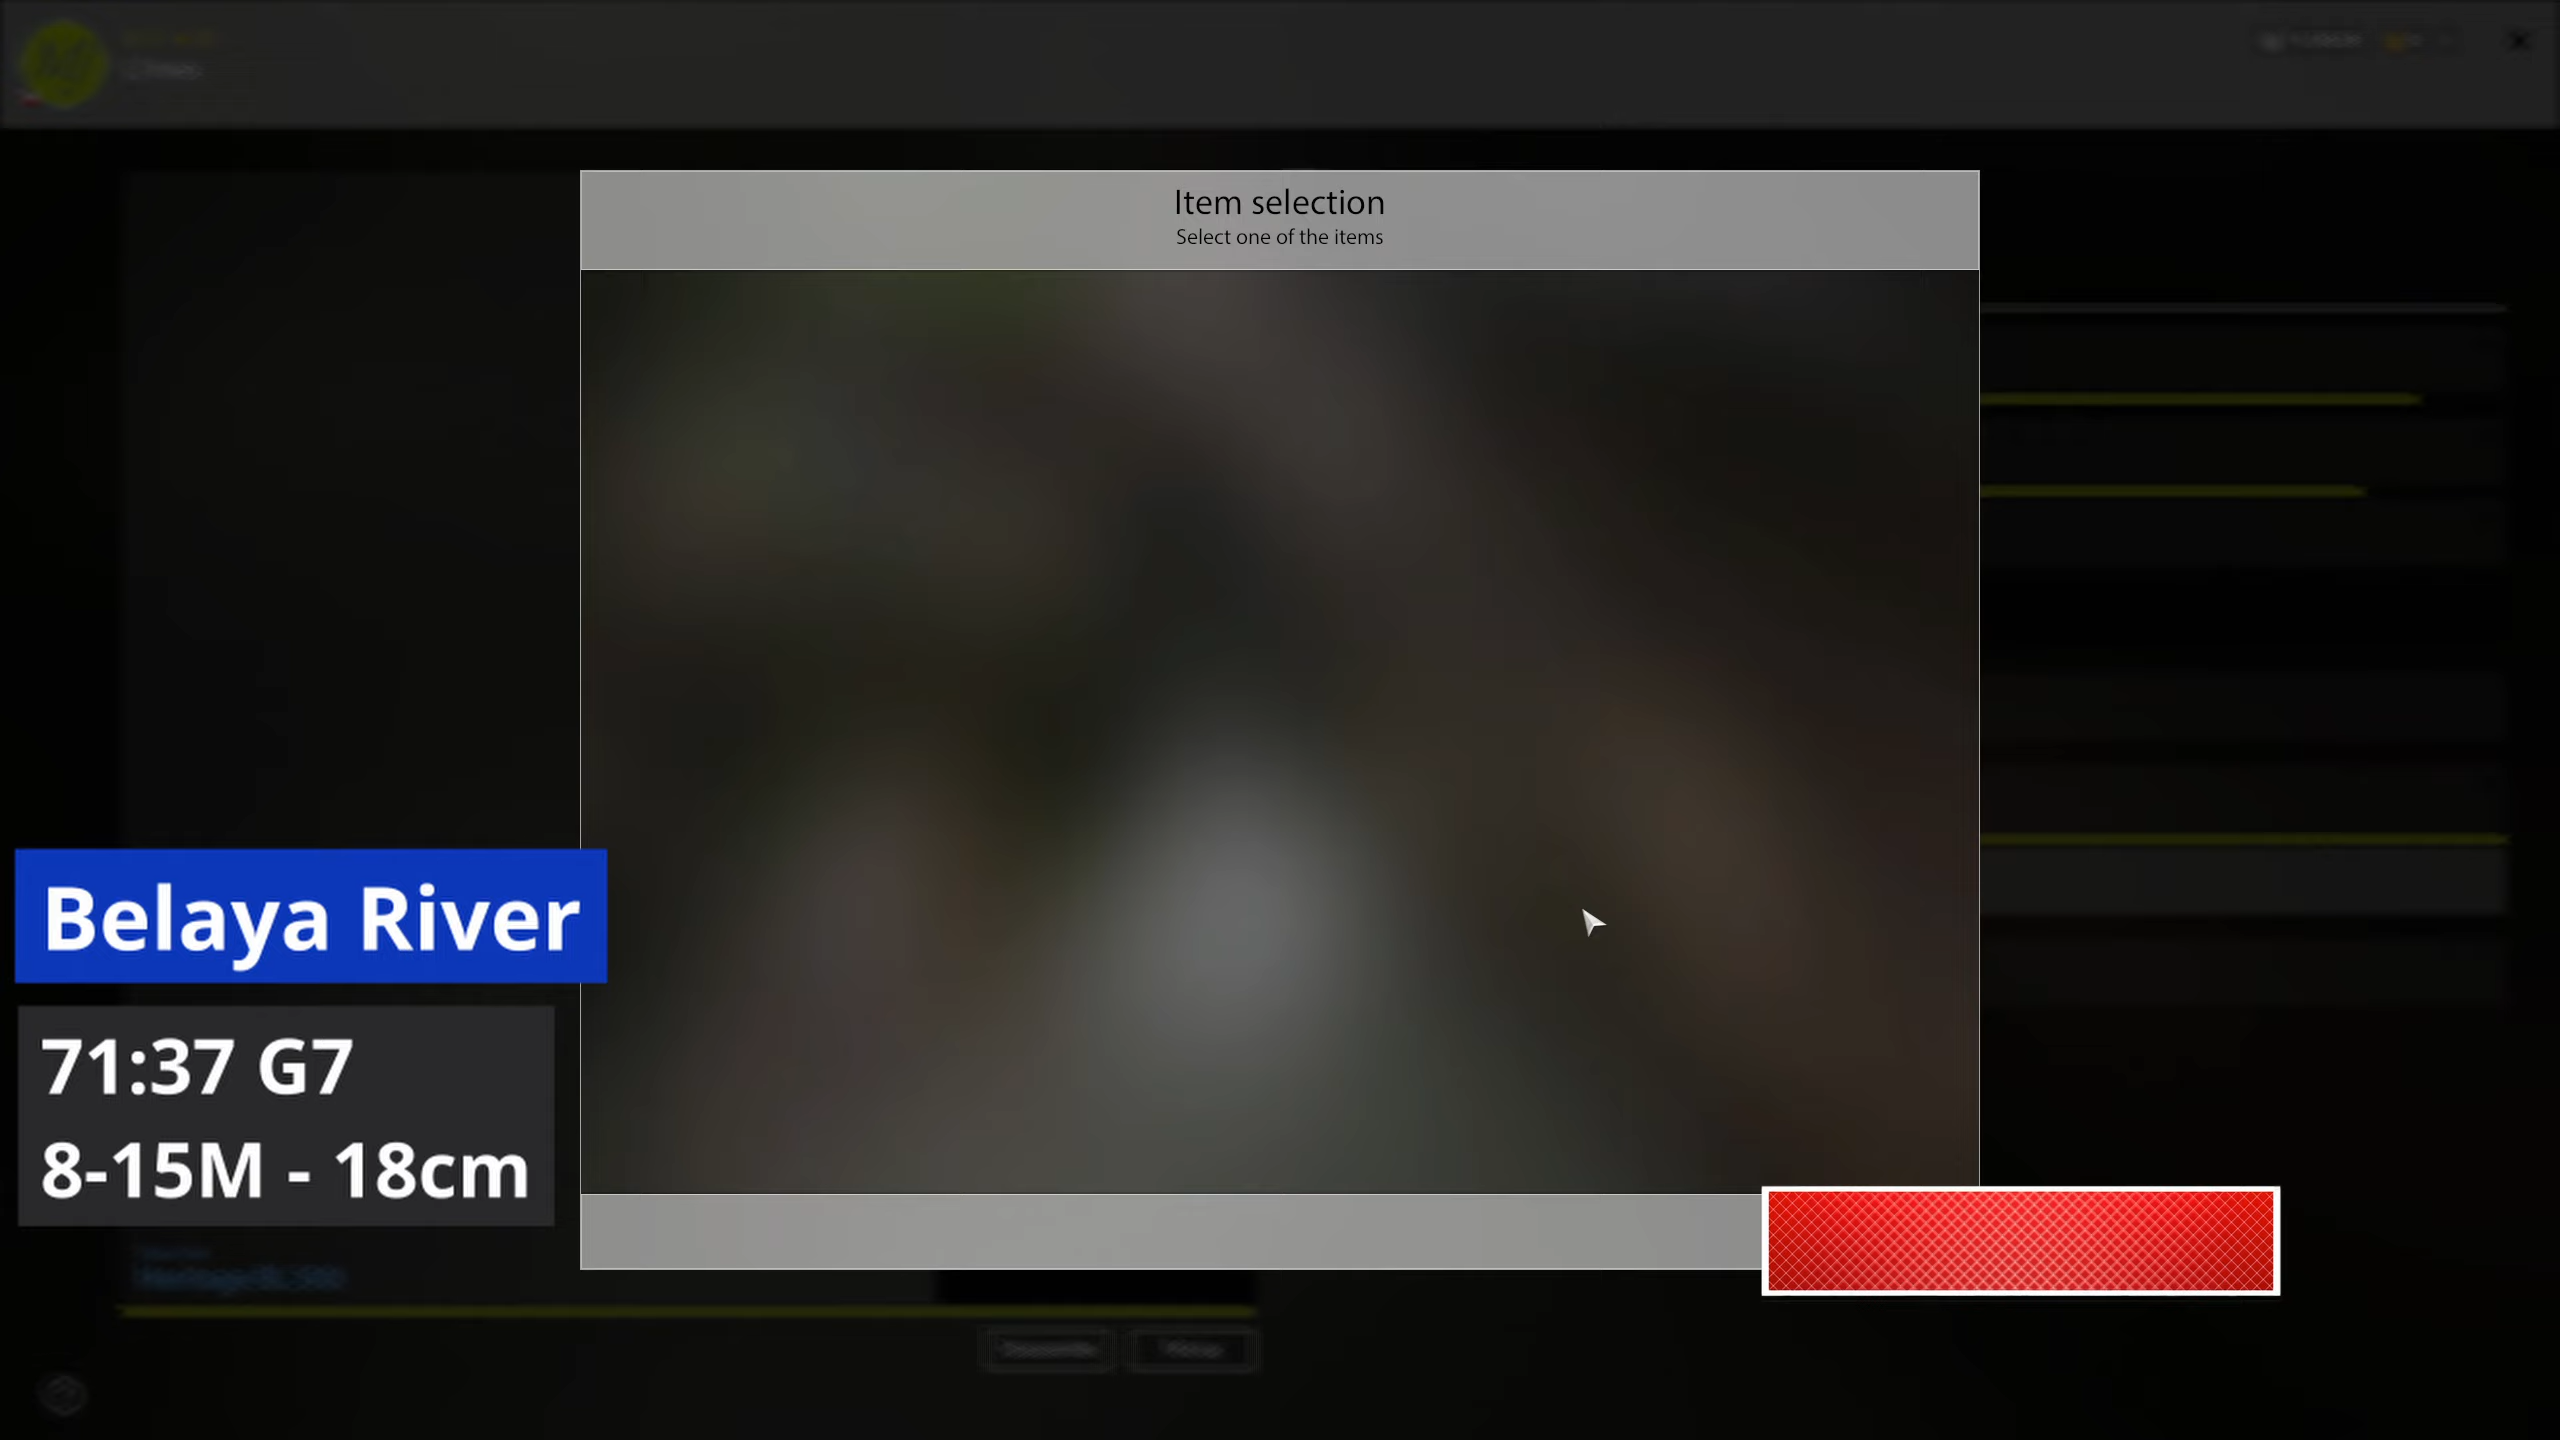 Item selection
Select one of the items
Belaya River
71:37 G7
8-15M - 18cm